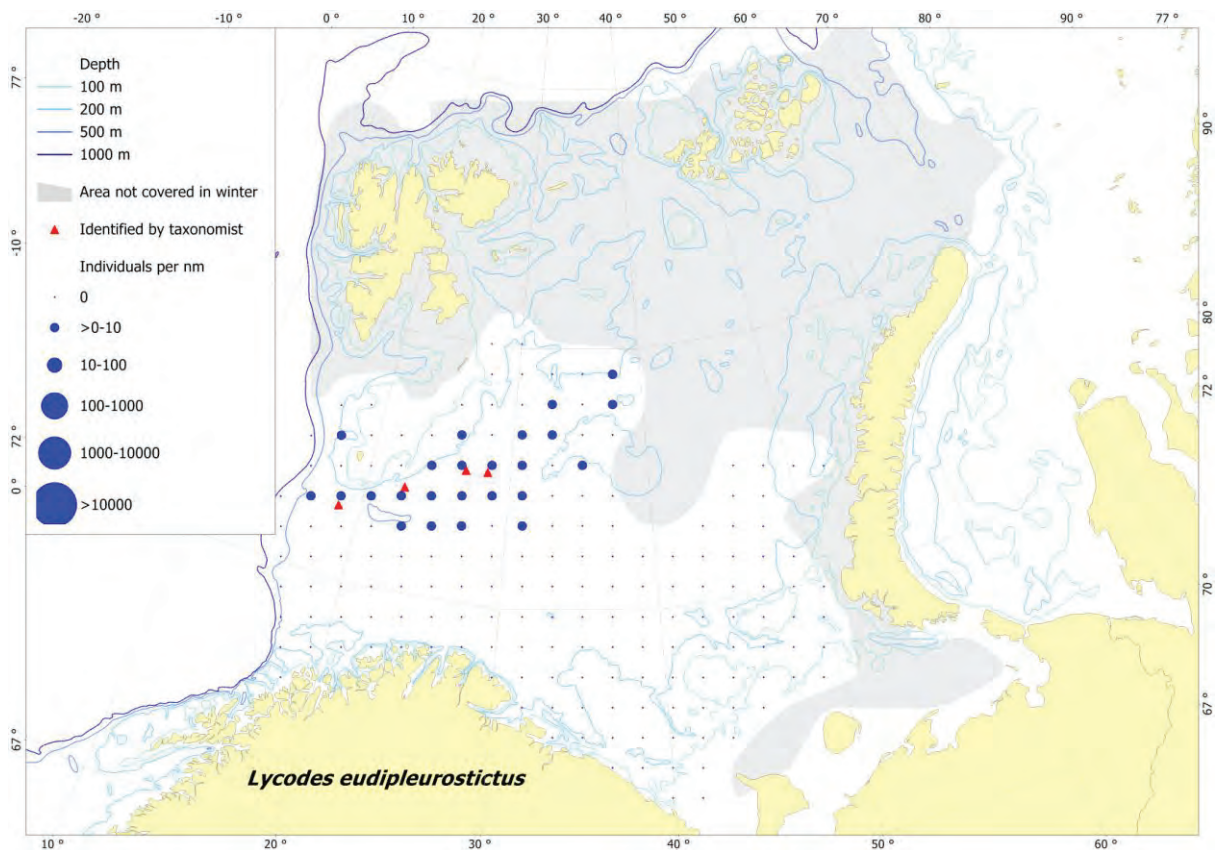 -20 ° -10 ° 0 ° 10 ° 20 ° 30 ° 40 ° 50 ° 60 ° 70 ° 80 ° 90 ° 77 °
77 °
-10 °
72 °
0 °
67 °
Depth
100 m
200 m
500 m
1000 m
Area not covered in winter
Identified by taxonomist
Individuals per nm
0
>0-10
10-100
100-1000
1000-10000
>10000
90 °
80 °
72 °
70 °
67 °
Lycodes eudipleurostictus
10 ° 20 ° 30 ° 40 ° 50 ° 60 °